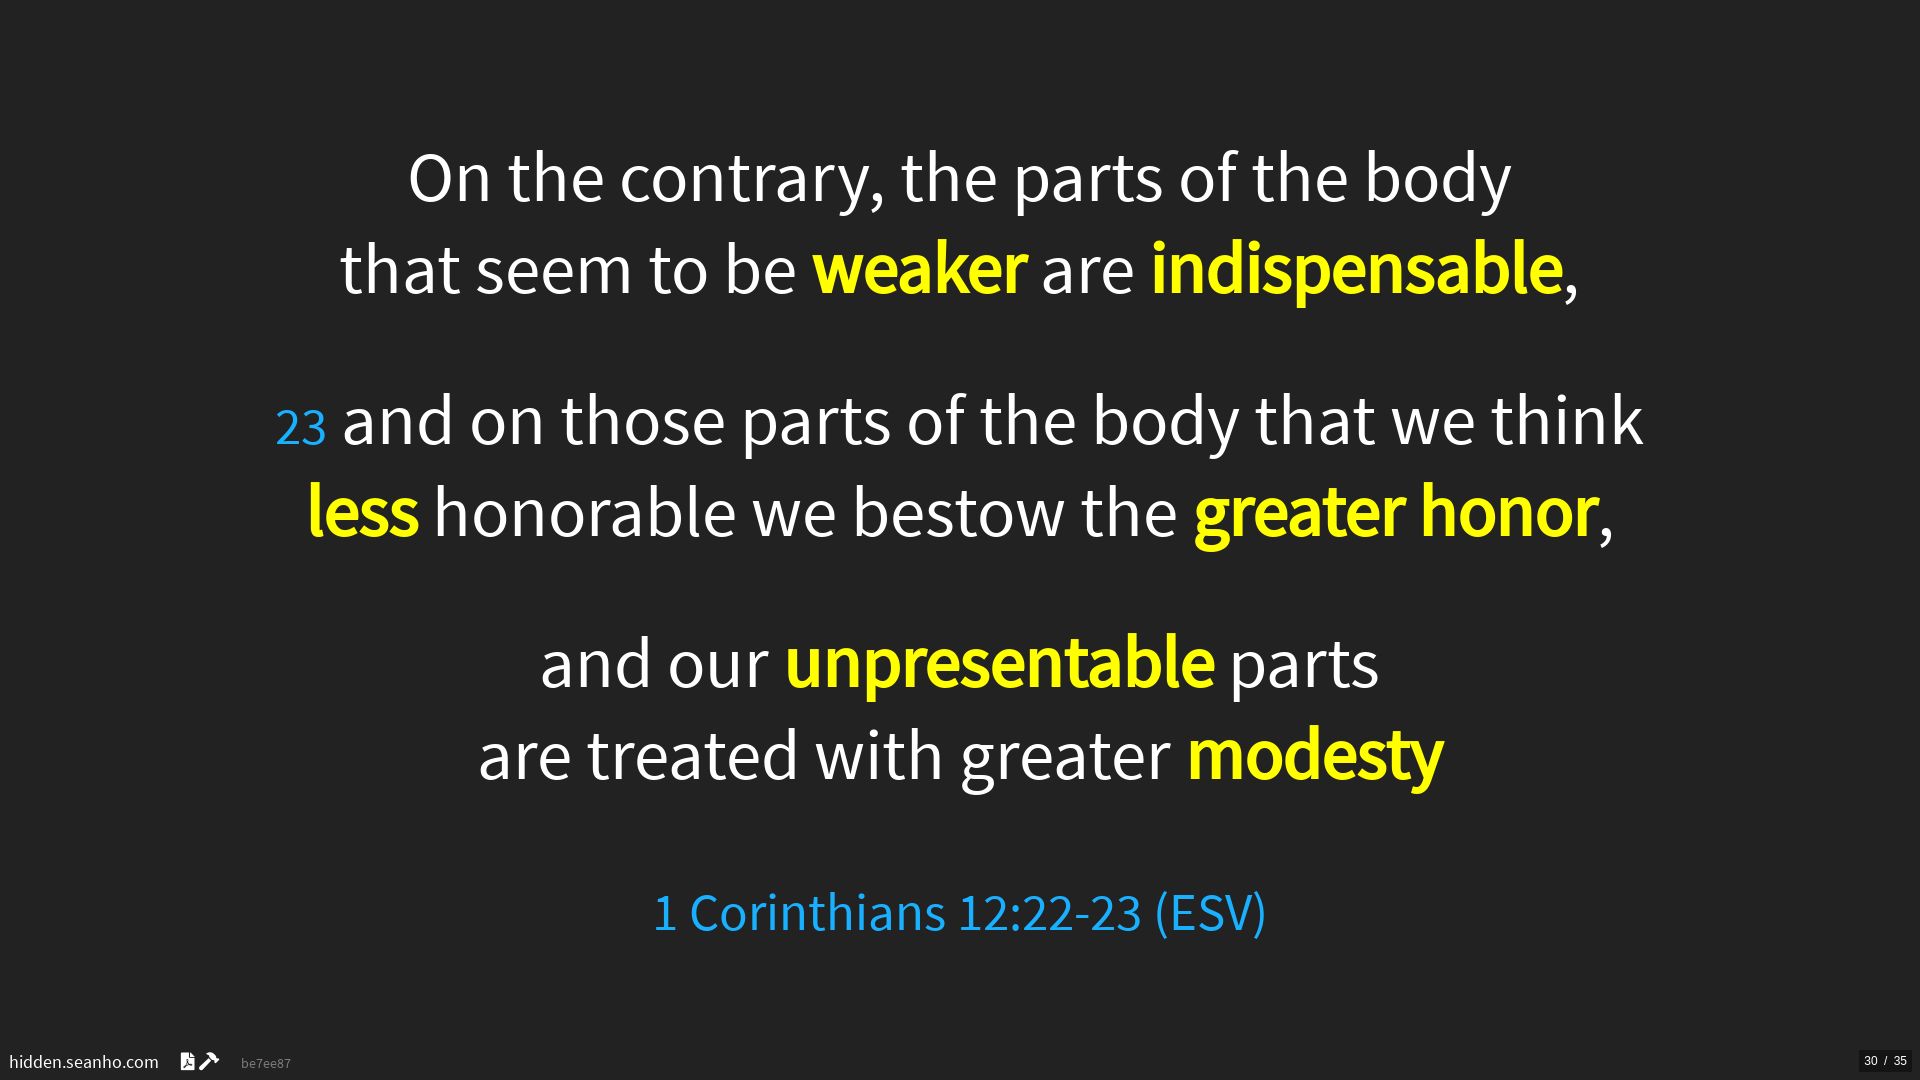 On the contrary, the parts of the body
that seem to be weaker are indispensable,
23 and on those parts of the body that we think
less honorable we bestow the greater honor,
and our unpresentable parts
are treated with greater modesty
1 Corinthians 12:22-23 (ESV)
hidden.seanho.com be7ee87
30 / 35